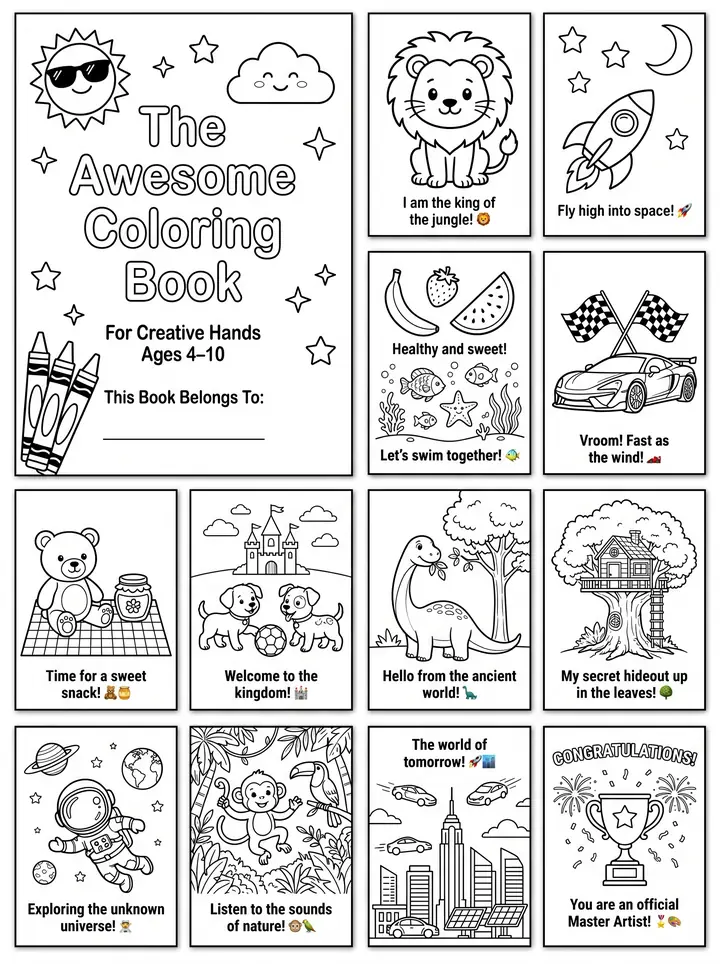 The
Awesome
Coloring
Book
For Creative Hands
Ages 4–10
This Book Belongs To:
I am the king of
the jungle! 🦁
Fly high into space! 🚀
Healthy and sweet!
Let's swim together! 🐠
Vroom! Fast as
the wind! 🏎️
Time for a sweet
snack! 🧸🍯
Welcome to the
kingdom! 🏰
Hello from the ancient
world! 🦕
My secret hideout up
in the leaves! 🌳
Exploring the unknown
universe! 👩‍🚀
Listen to the sounds
of nature! 🐵🦜
The world of
tomorrow! 🚀🏙️
CONGRATULATIONS!
You are an official
Master Artist! 🎖️🎨